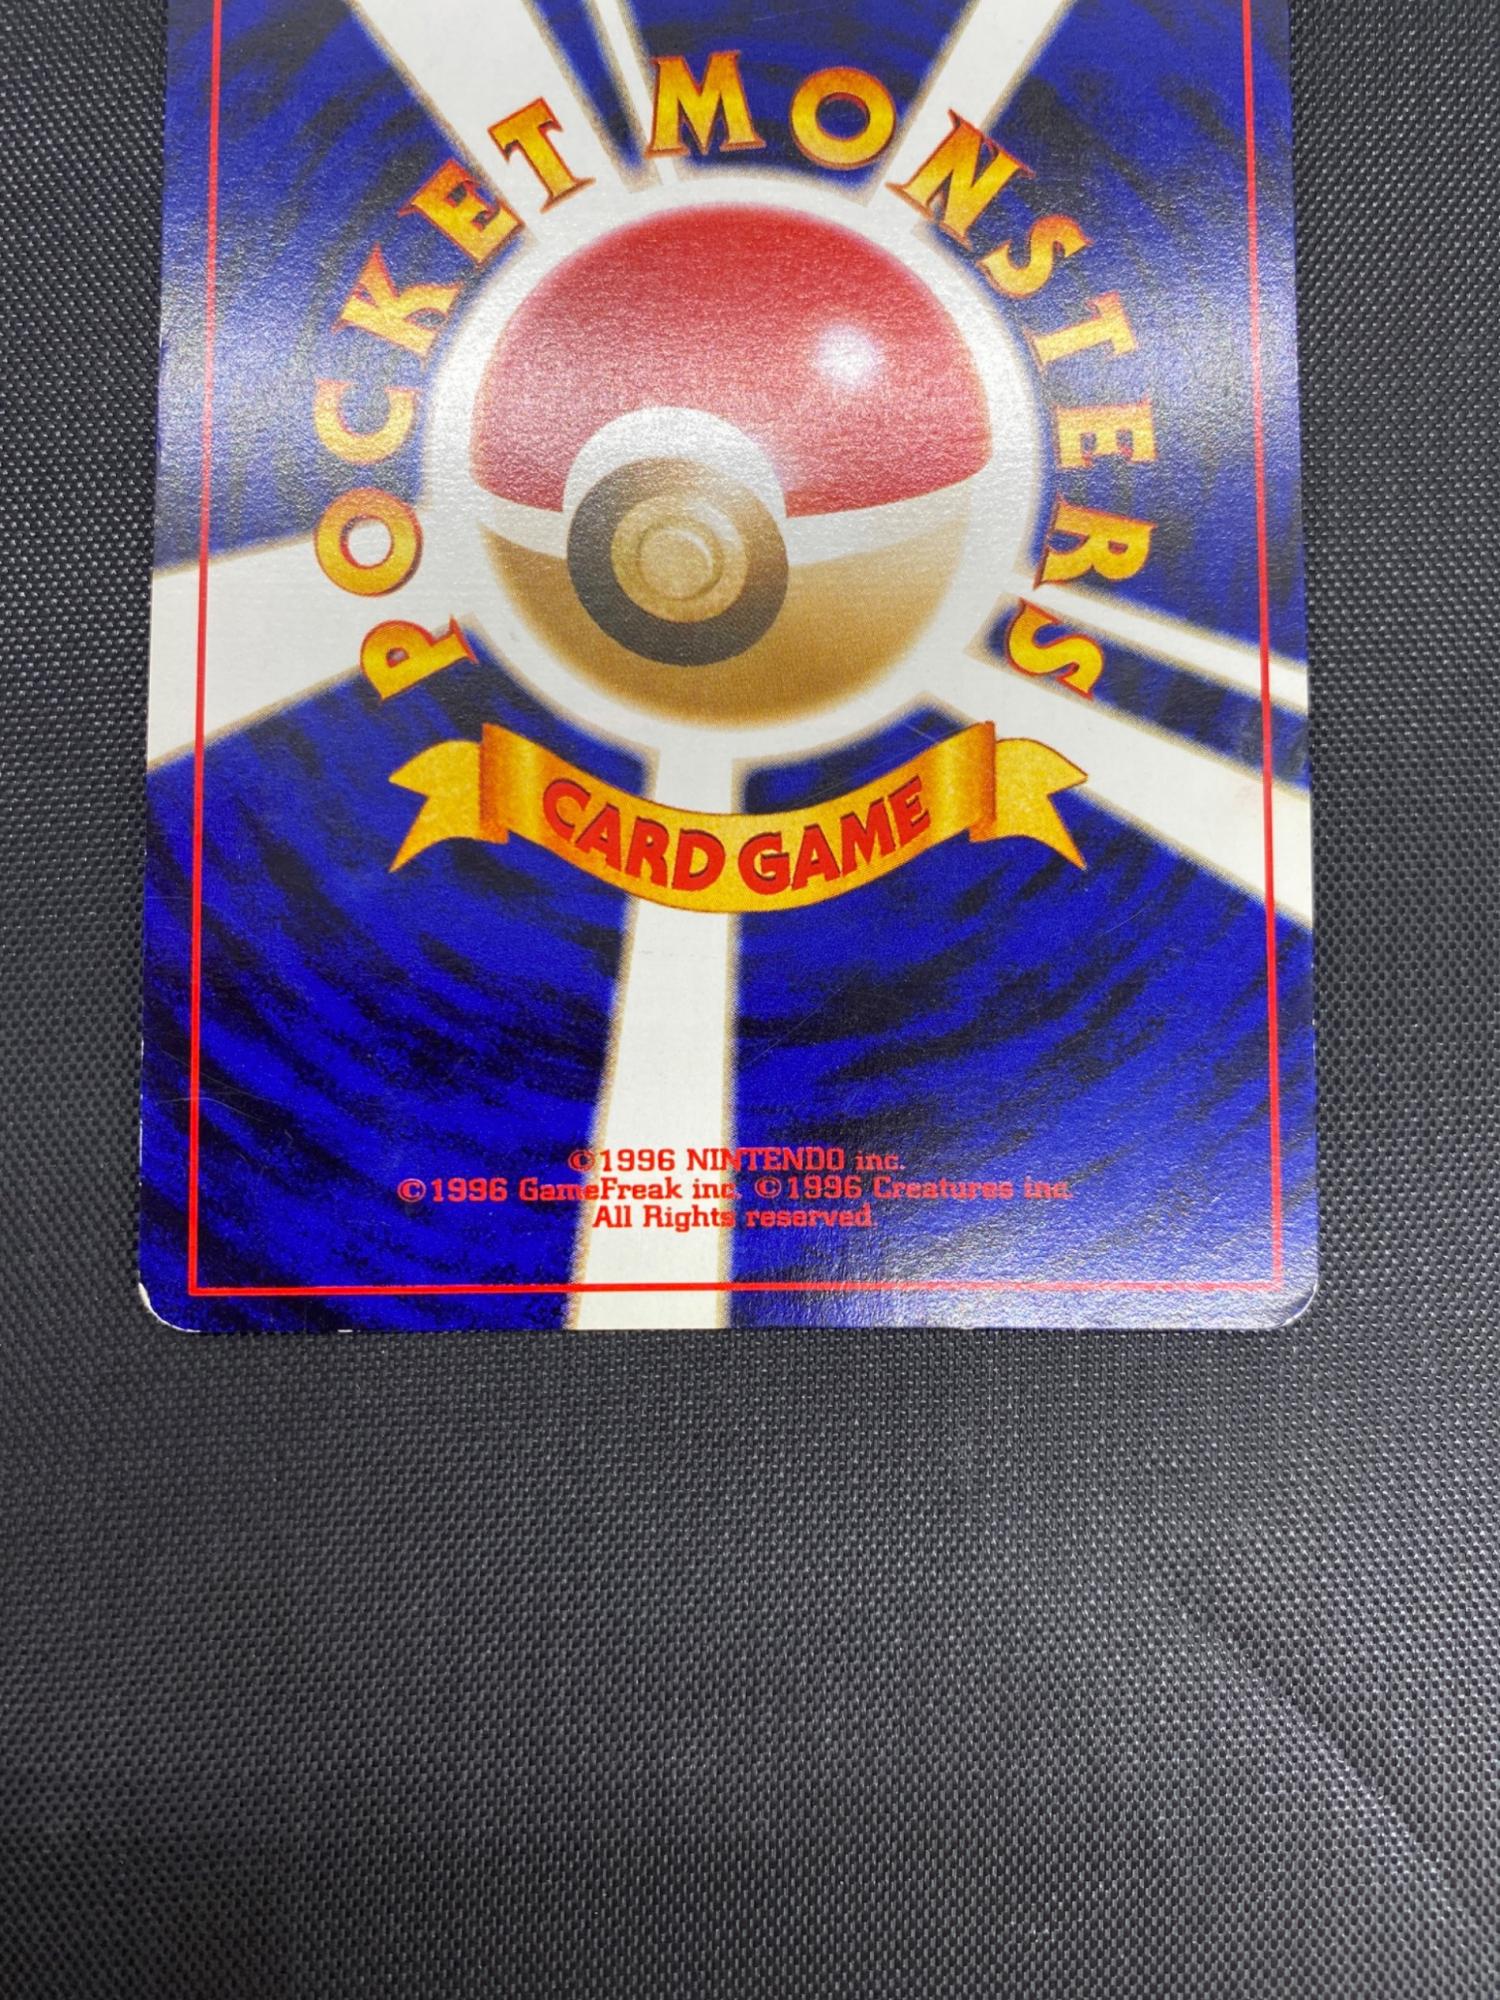 POCKET MONSTERS
CARD GAME
©1996 NINTENDO inc.
©1996 GameFreak inc. ©1996 Creatures inc.
All Rights reserved.